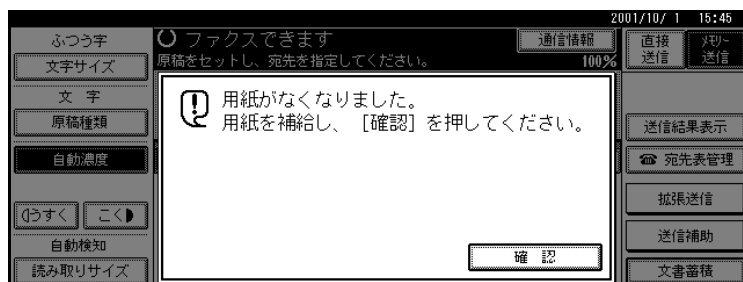 2001/10/ 1 15:45
ふつう字
文字サイズ
ファクスできます
通信情報
原稿をセットし、宛先を指定してください。
100%
直接送信
メモリー送信
文 字
原稿種類
用紙がなくなりました。
用紙を補給し、［確認］を押してください。
送信結果表示
自動濃度
宛先表管理
うすく
こく
拡張送信
自動検知
送信補助
確 認
読み取りサイズ
文書蓄積